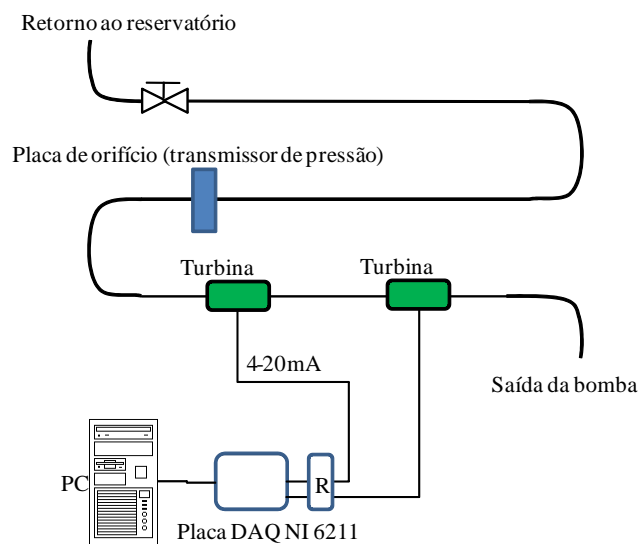 Retorno ao reservatório
Placa de orifício (transmissor de pressão)
Turbina
Turbina
4-20mA
Saída da bomba
PC
R
Placa DAQ NI 6211